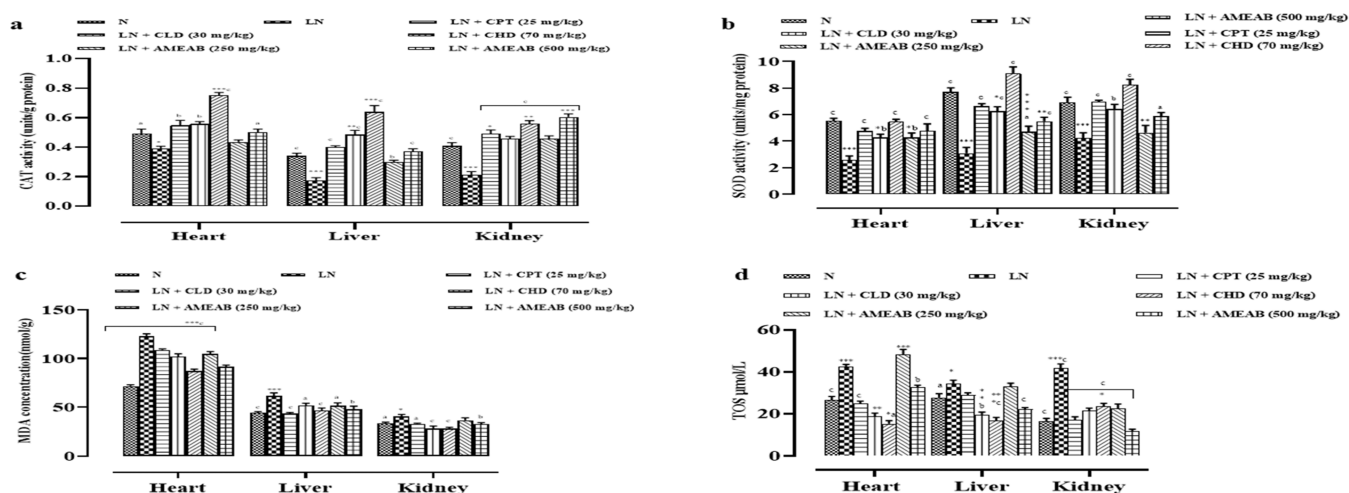 a
N
LN
LN + CPT (25 mg/kg)
LN + CLD (30 mg/kg)
LN + CHD (70 mg/kg)
LN + AMEAB (250 mg/kg)
LN + AMEAB (500 mg/kg)
CAT activity (units/g protein)
1.0
0.8
0.6
0.4
0.2
0.0
Heart Liver Kidney
b
N
LN
LN + AMEAB (500 mg/kg)
LN + CLD (30 mg/kg)
LN + CPT (25 mg/kg)
LN + AMEAB (250 mg/kg)
LN + CHD (70 mg/kg)
SOD activity (units/mg protein)
10
8
6
4
2
0
Heart Liver Kidney
c
N
LN
LN + CPT (25 mg/kg)
LN + CLD (30 mg/kg)
LN + CHD (70 mg/kg)
LN + AMEAB (250 mg/kg)
LN + AMEAB (500 mg/kg)
MDA concentration(nmol/g)
150
100
50
0
Heart Liver Kidney
d
N
LN
LN + CPT (25 mg/kg)
LN + CLD (30 mg/kg)
LN + CHD (70 mg/kg)
LN + AMEAB (250 mg/kg)
LN + AMEAB (500 mg/kg)
TOS µmol/L
60
40
20
0
Heart Liver Kidney